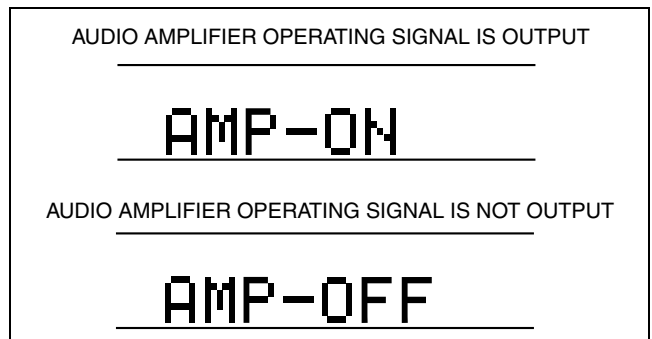 AUDIO AMPLIFIER OPERATING SIGNAL IS OUTPUT
AMP-ON
AUDIO AMPLIFIER OPERATING SIGNAL IS NOT OUTPUT
AMP-OFF